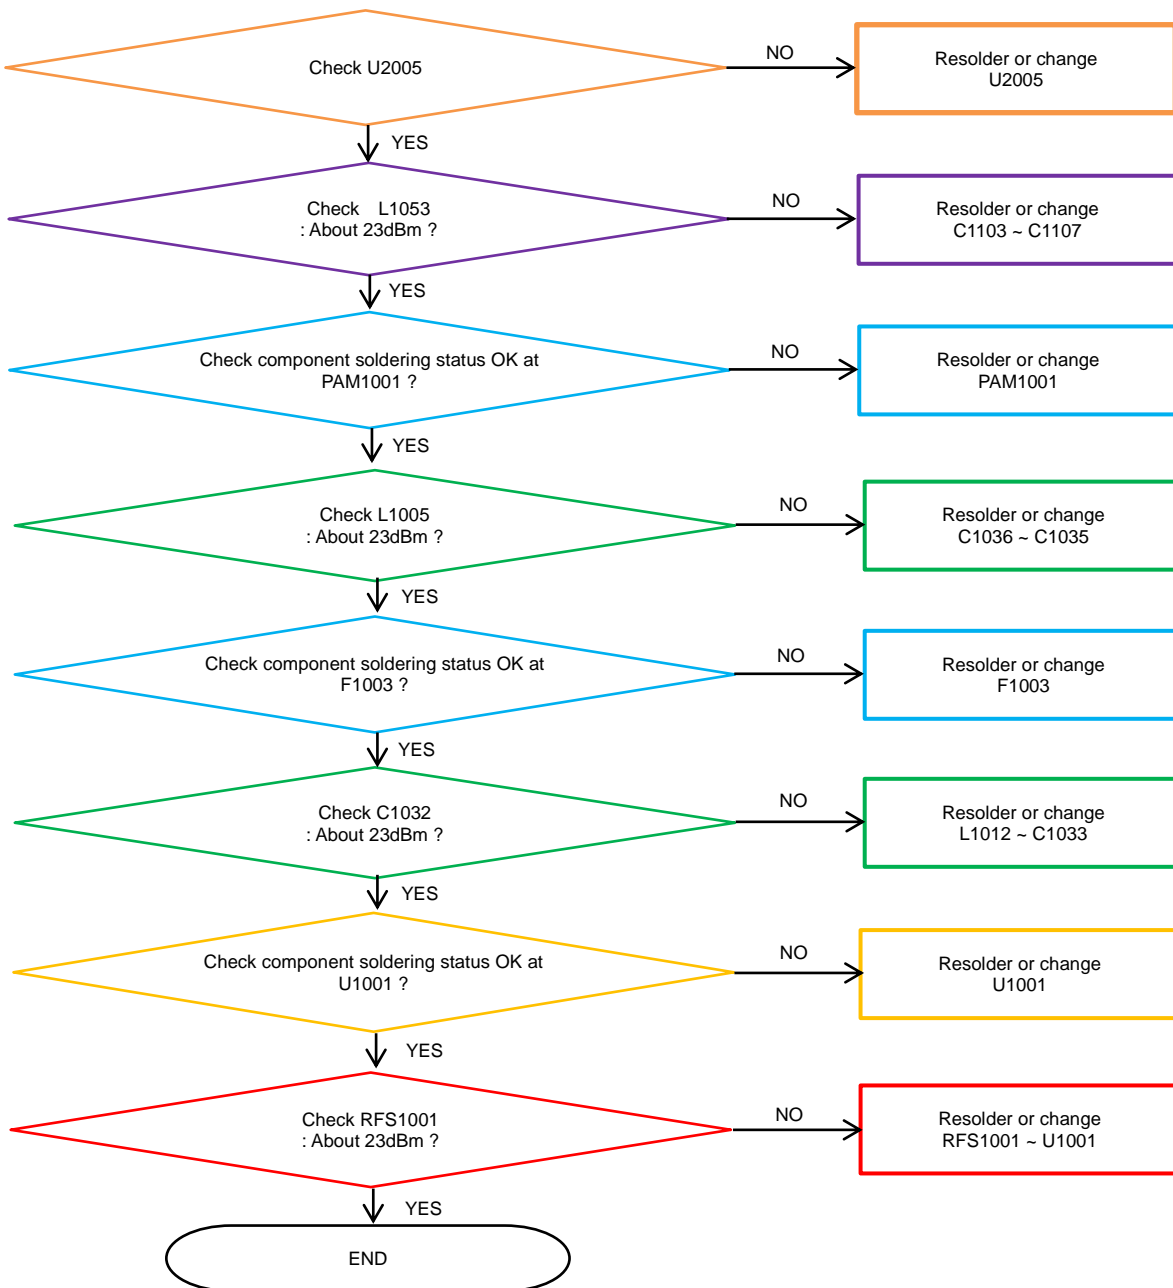 Check U2005
NO
Resolder or change
U2005
YES
Check L1053
: About 23dBm ?
NO
Resolder or change
C1103 ~ C1107
YES
Check component soldering status OK at
PAM1001 ?
NO
Resolder or change
PAM1001
YES
Check L1005
: About 23dBm ?
NO
Resolder or change
C1036 ~ C1035
YES
Check component soldering status OK at
F1003 ?
NO
Resolder or change
F1003
YES
Check C1032
: About 23dBm ?
NO
Resolder or change
L1012 ~ C1033
YES
Check component soldering status OK at
U1001 ?
NO
Resolder or change
U1001
YES
Check RFS1001
: About 23dBm ?
NO
Resolder or change
RFS1001 ~ U1001
YES
END